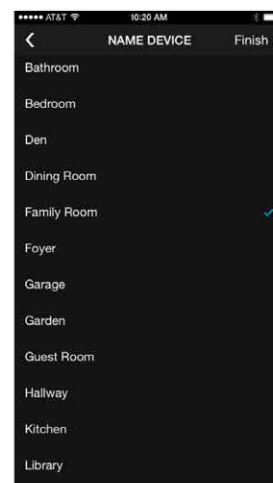 AT&T 10:20 AM
NAME DEVICE Finish
Bathroom
Bedroom
Den
Dining Room
Family Room
Foyer
Garage
Garden
Guest Room
Hallway
Kitchen
Library